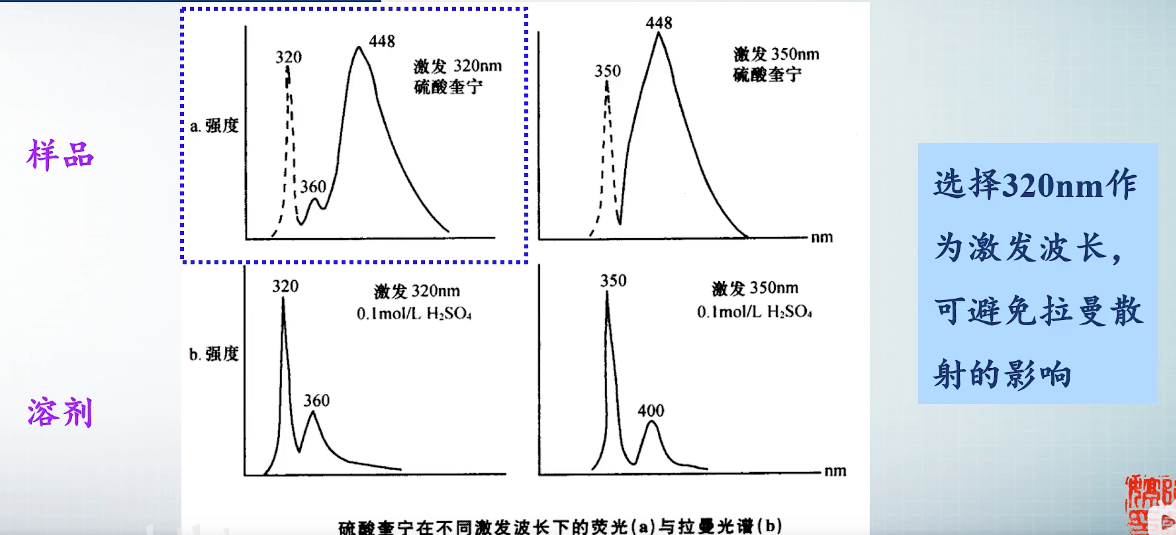 320
448
激发 320nm
硫酸奎宁
a.强度
360
448
350
激发 350nm
硫酸奎宁
nm
样品
选择320nm作
为激发波长，
可避免拉曼散
射的影响
320
激发 320nm
0.1mol/L H₂SO₄
b.强度
360
350
激发 350nm
0.1mol/L H₂SO₄
400
nm
溶剂
硫酸奎宁在不同激发波长下的荧光(a)与拉曼光谱(b)